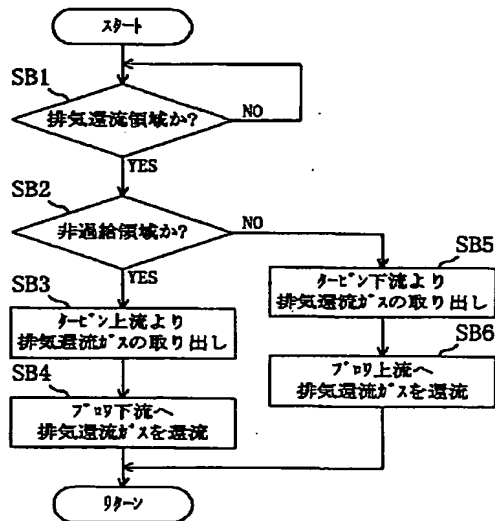 スタート
SB1
排気還流領域か?
NO
YES
SB2
非過給領域か?
NO
YES
SB3
タービン上流より
排気還流ガスの取り出し
SB4
ブロワ下流へ
排気還流ガスを還流
SB5
タービン下流より
排気還流ガスの取り出し
SB6
ブロワ上流へ
排気還流ガスを還流
リターン